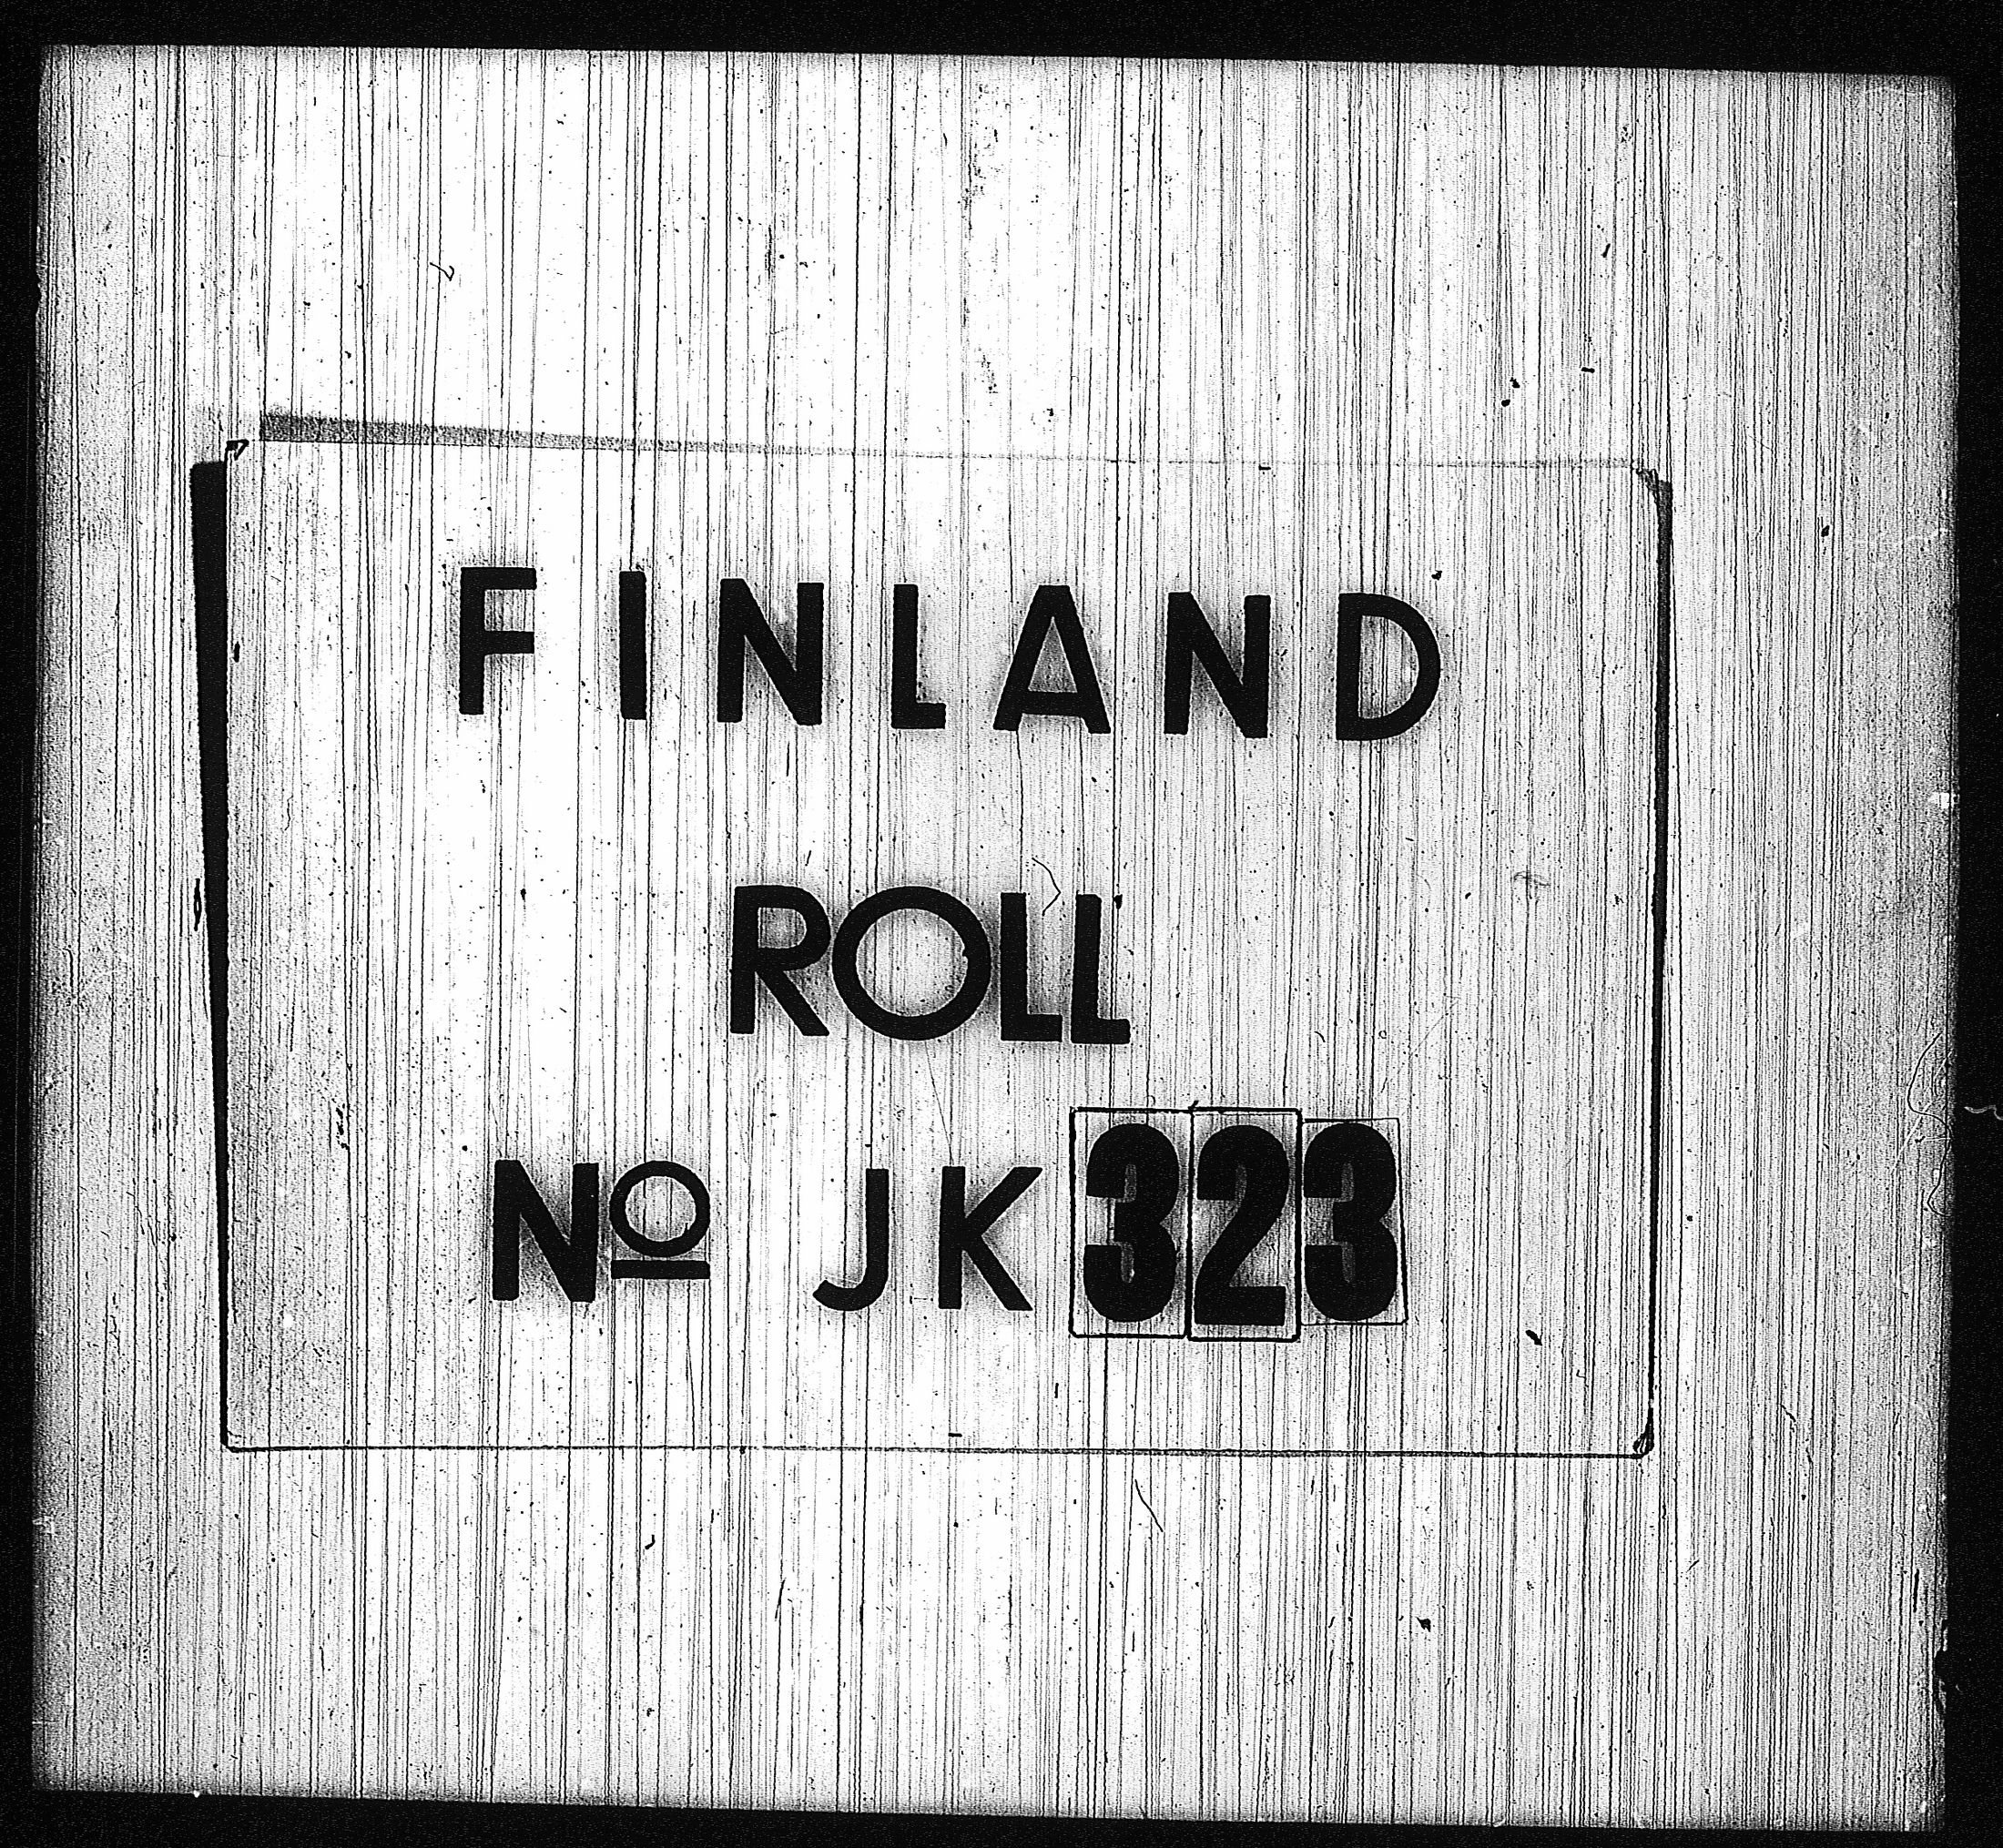 FINLAND
ROLL
Nº JK 323